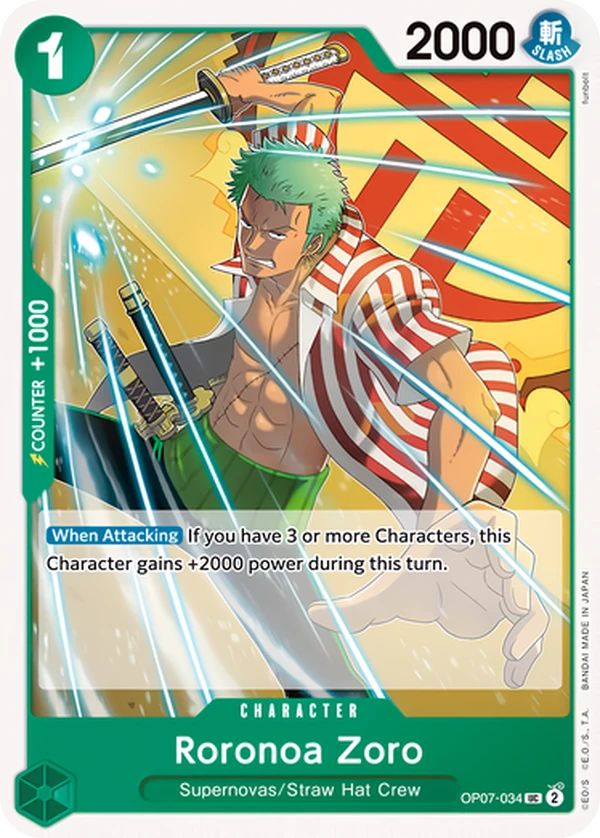 1
2000
斬
SLASH
funbolt
COUNTER +1000
When Attacking If you have 3 or more Characters, this
Character gains +2000 power during this turn.
CHARACTER
Roronoa Zoro
Supernovas/Straw Hat Crew
OP07-034 UC 2
©E.O/S ©E.O./S., T.A. BANDAI MADE IN JAPAN